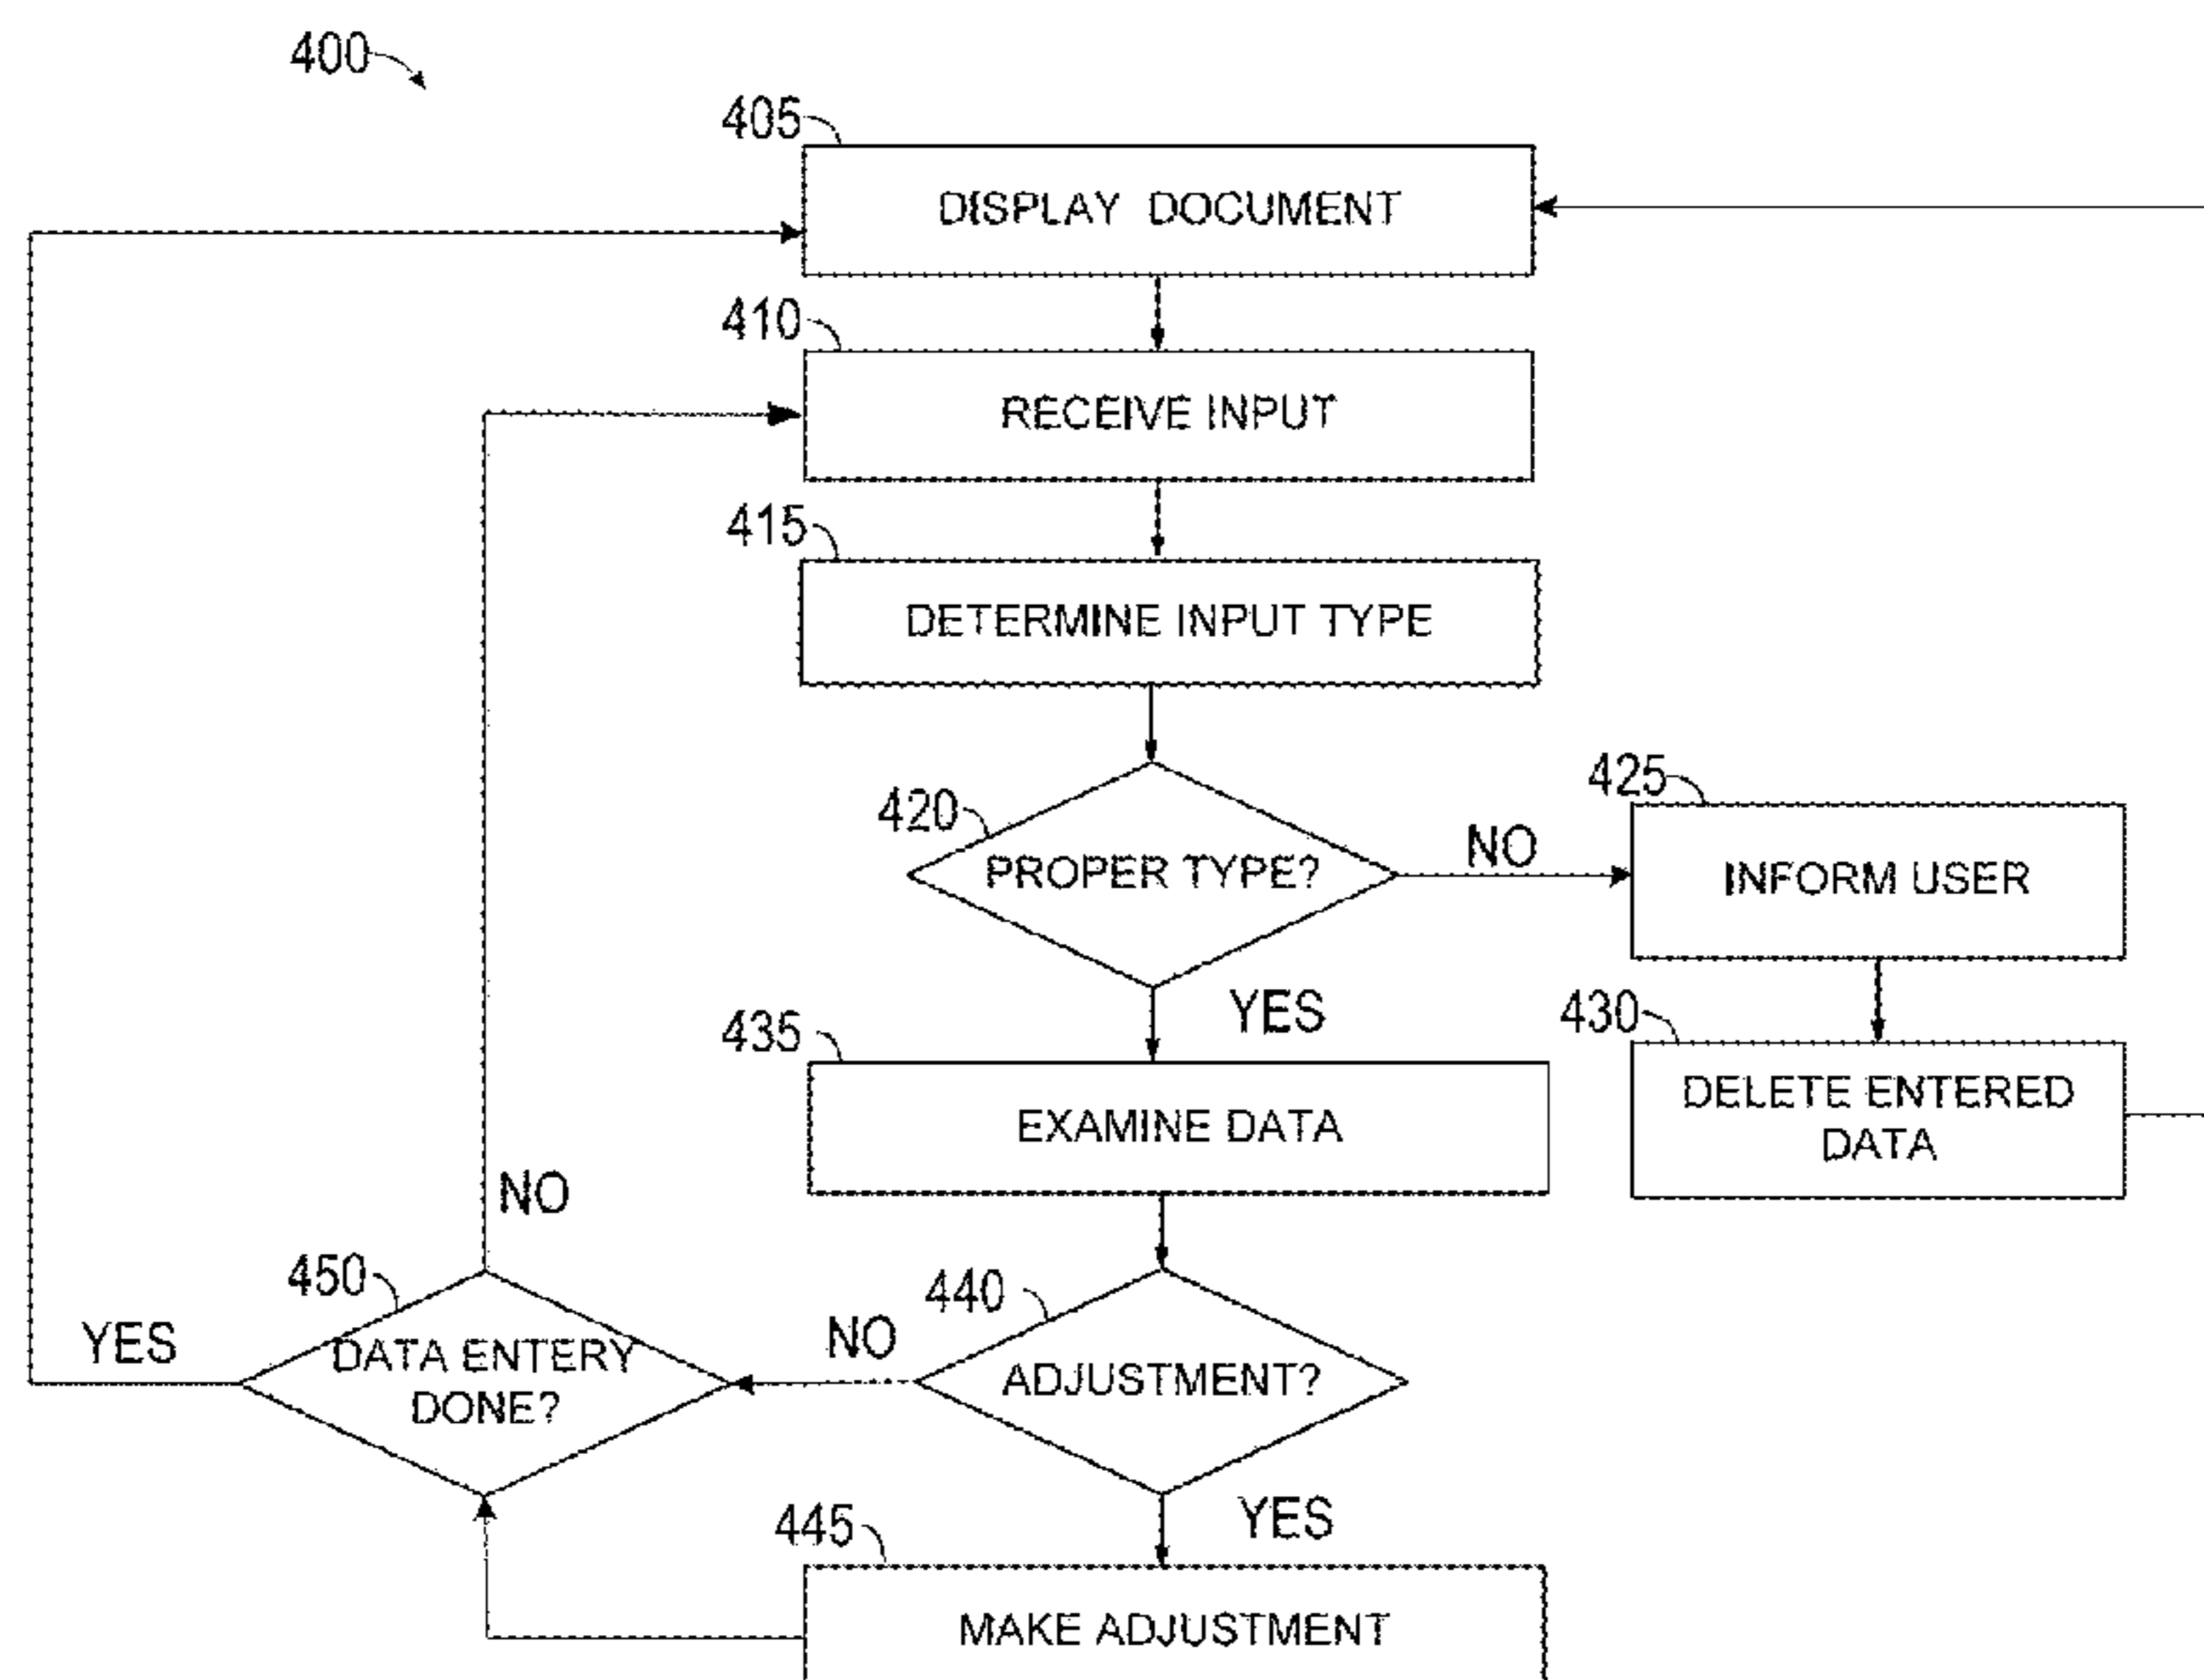 400
405
DISPLAY DOCUMENT
410
RECEIVE INPUT
415
DETERMINE INPUT TYPE
420
PROPER TYPE?
NO
425
INFORM USER
YES
430
DELETE ENTERED
DATA
435
EXAMINE DATA
NO
450
YES
DATA ENTERY
DONE?
NO
440
ADJUSTMENT?
YES
445
MAKE ADJUSTMENT